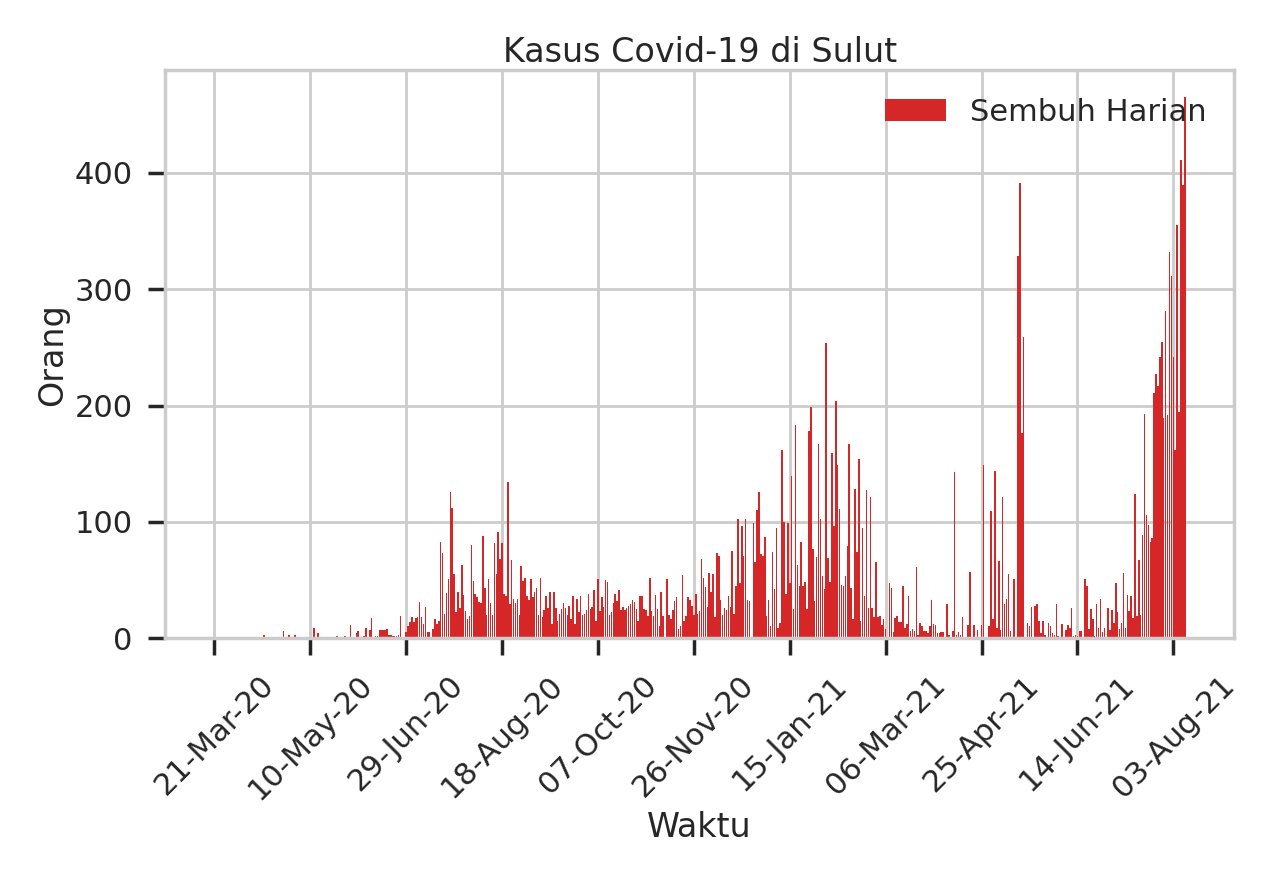 Kasus Covid-19 di Sulut
Sembuh Harian
Orang
400
300
200
100
0
21-Mar-20
10-May-20
29-Jun-20
18-Aug-20
07-Oct-20
26-Nov-20
15-Jan-21
06-Mar-21
25-Apr-21
14-Jun-21
03-Aug-21
Waktu